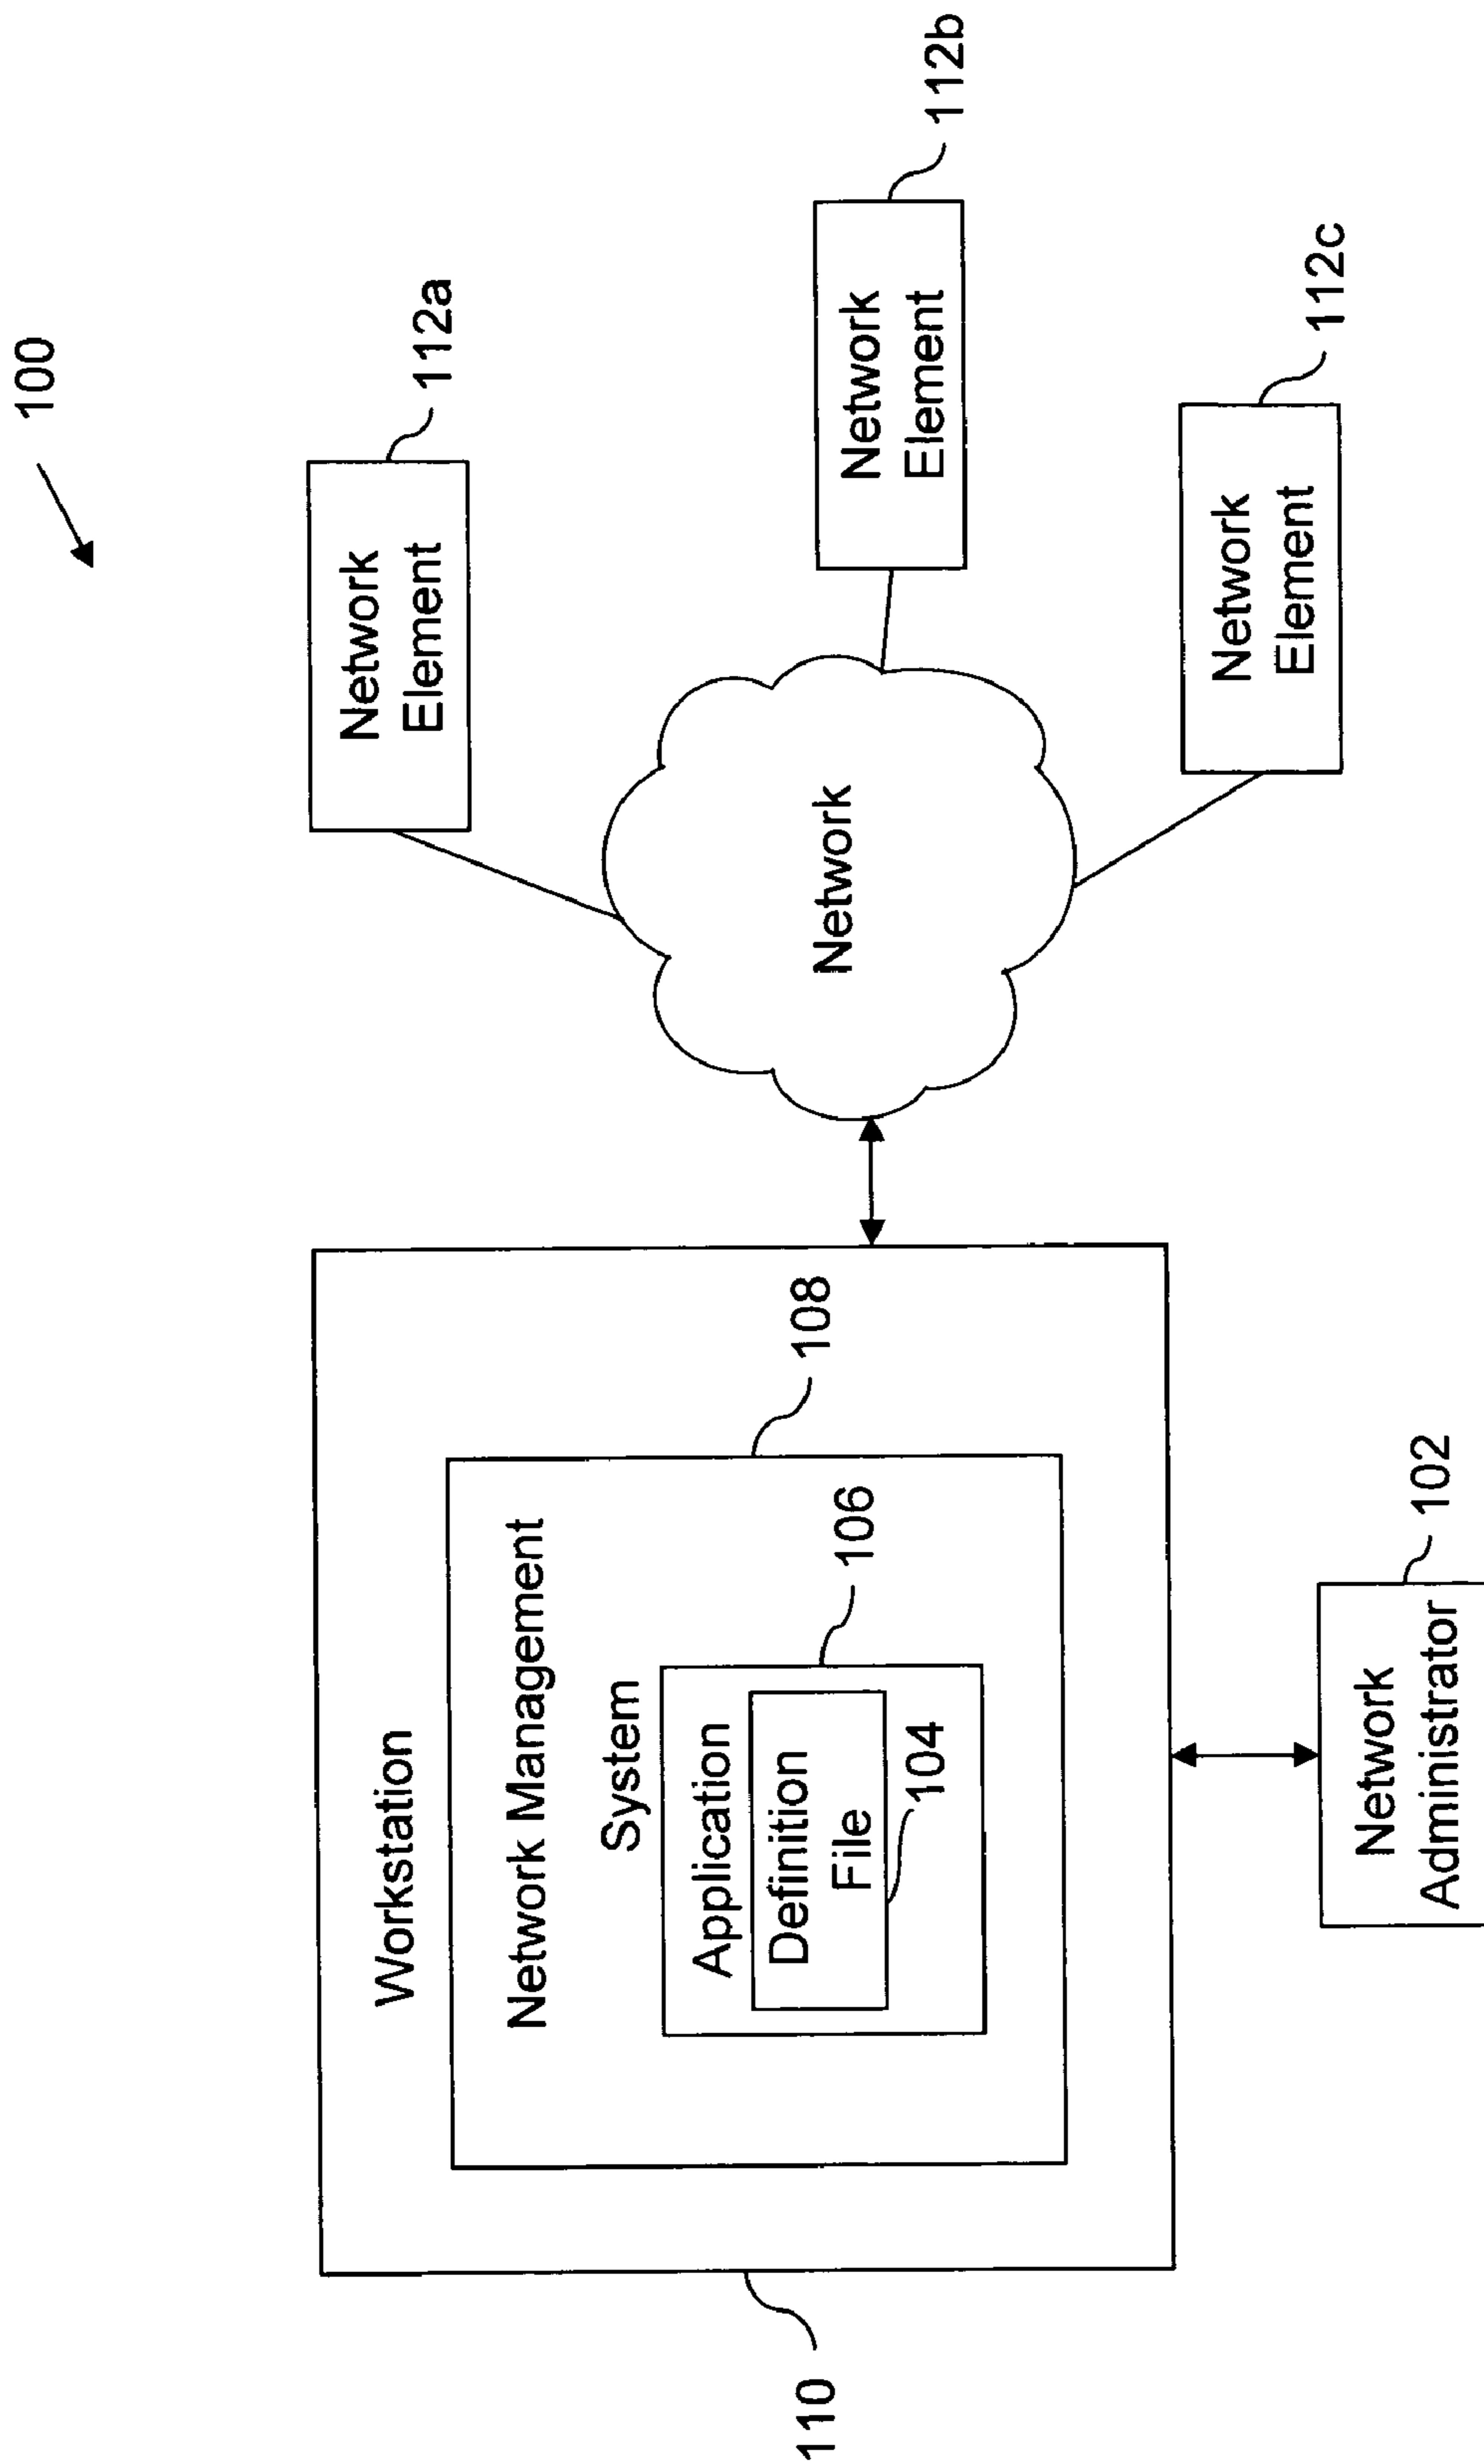 100
112a
Network
Element
112b
Network
Element
112c
Network
Element
Network
Workstation
Network Management
System
108
Application
106
Definition
File
104
110
Network
Administrator
102